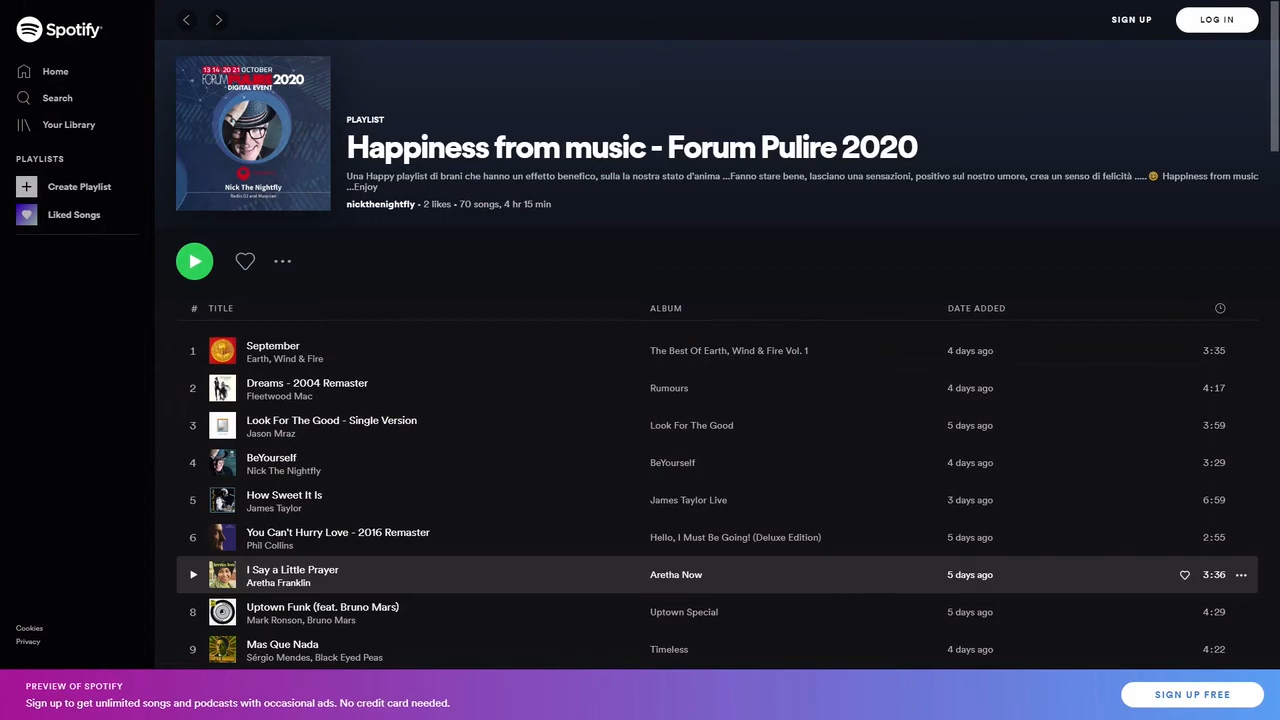 Spotify
Home
Search
Your Library
PLAYLISTS
Create Playlist
Liked Songs
Cookies
Privacy
SIGN UP
LOG IN
13 14 20 21 OCTOBER
FORUM PULIRE 2020
DIGITAL EVENT
Nick The Nightfly
Radio DJ and Musician
PLAYLIST
Happiness from music - Forum Pulire 2020
Una Happy playlist di brani che hanno un effetto benefico, sulla la nostra stato d'anima ...Fanno stare bene, lasciano una sensazioni, positivo sul nostro umore, crea un senso di felicità .....😊 Happiness from music
...Enjoy
nickthenightfly • 2 likes • 70 songs, 4 hr 15 min
# TITLE ALBUM DATE ADDED
1 September The Best Of Earth, Wind & Fire Vol. 1 4 days ago 3:35
Earth, Wind & Fire
2 Dreams - 2004 Remaster Rumours 4 days ago 4:17
Fleetwood Mac
3 Look For The Good - Single Version Look For The Good 5 days ago 3:59
Jason Mraz
4 BeYourself BeYourself 4 days ago 3:29
Nick The Nightfly
5 How Sweet It Is James Taylor Live 3 days ago 6:59
James Taylor
6 You Can't Hurry Love - 2016 Remaster Hello, I Must Be Going! (Deluxe Edition) 5 days ago 2:55
Phil Collins
I Say a Little Prayer Aretha Now 5 days ago 3:36
Aretha Franklin
8 Uptown Funk (feat. Bruno Mars) Uptown Special 5 days ago 4:29
Mark Ronson, Bruno Mars
9 Mas Que Nada Timeless 4 days ago 4:22
Sérgio Mendes, Black Eyed Peas
PREVIEW OF SPOTIFY
Sign up to get unlimited songs and podcasts with occasional ads. No credit card needed.
SIGN UP FREE